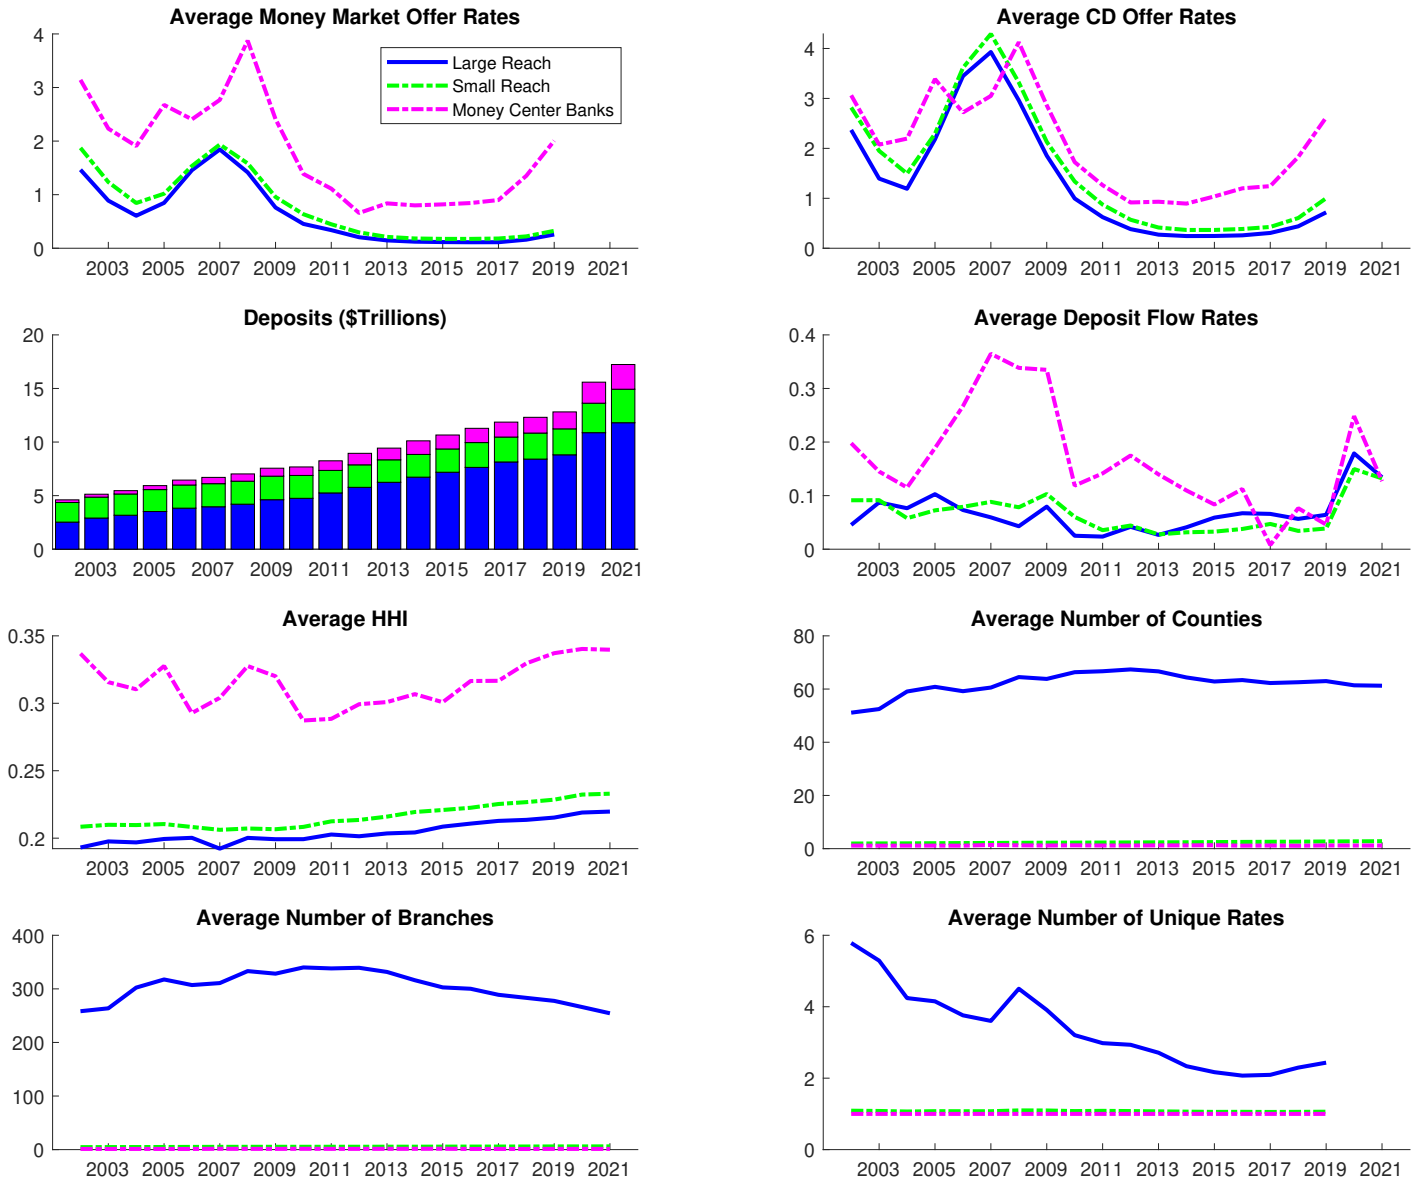 Average Money Market Offer Rates
4
3
2
1
0
2003 2005 2007 2009 2011 2013 2015 2017 2019 2021
Large Reach
Small Reach
Money Center Banks
Average CD Offer Rates
4
3
2
1
0
2003 2005 2007 2009 2011 2013 2015 2017 2019 2021
Deposits ($Trillions)
20
15
10
5
0
2003 2005 2007 2009 2011 2013 2015 2017 2019 2021
Average Deposit Flow Rates
0.4
0.3
0.2
0.1
0
2003 2005 2007 2009 2011 2013 2015 2017 2019 2021
Average HHI
0.35
0.3
0.25
0.2
2003 2005 2007 2009 2011 2013 2015 2017 2019 2021
Average Number of Counties
80
60
40
20
0
2003 2005 2007 2009 2011 2013 2015 2017 2019 2021
Average Number of Branches
400
300
200
100
0
2003 2005 2007 2009 2011 2013 2015 2017 2019 2021
Average Number of Unique Rates
6
4
2
0
2003 2005 2007 2009 2011 2013 2015 2017 2019 2021